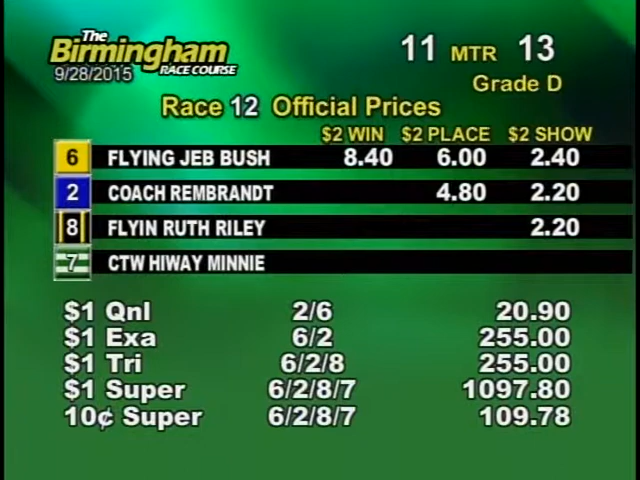 The
Birmingham
RACE COURSE
9/28/2015
11 MTR 13
Grade D
Race 12 Official Prices
$2 WIN $2 PLACE $2 SHOW
6 FLYING JEB BUSH 8.40 6.00 2.40
2 COACH REMBRANDT 4.80 2.20
8 FLYIN RUTH RILEY 2.20
7 CTW HIWAY MINNIE
$1 Qnl 2/6 20.90
$1 Exa 6/2 255.00
$1 Tri 6/2/8 255.00
$1 Super 6/2/8/7 1097.80
10¢ Super 6/2/8/7 109.78